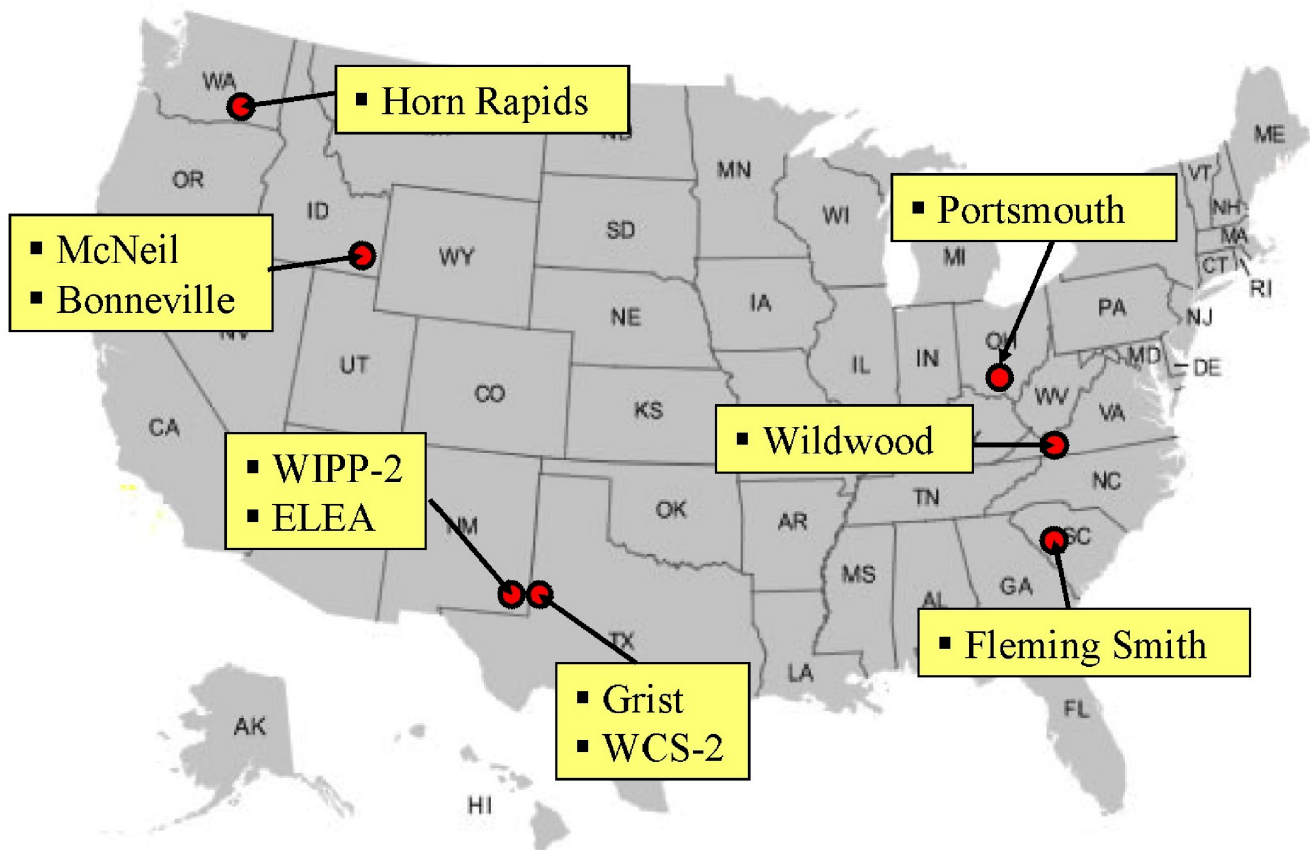 WA
▪ Horn Rapids
ME
OR
MN
VT
ID
WI
▪ Portsmouth
NH
SD
MA
▪ McNeil
▪ Bonneville
WY
MI
CT
RI
IA
NE
PA
NJ
OH
UT
IL
IN
MD
DE
CO
WV
KS
VA
CA
▪ Wildwood
▪ WIPP-2
▪ ELEA
NC
TN
OK
AR
NM
SC
MS
GA
AL
TX
▪ Fleming Smith
LA
▪ Grist
▪ WCS-2
FL
AK
HI